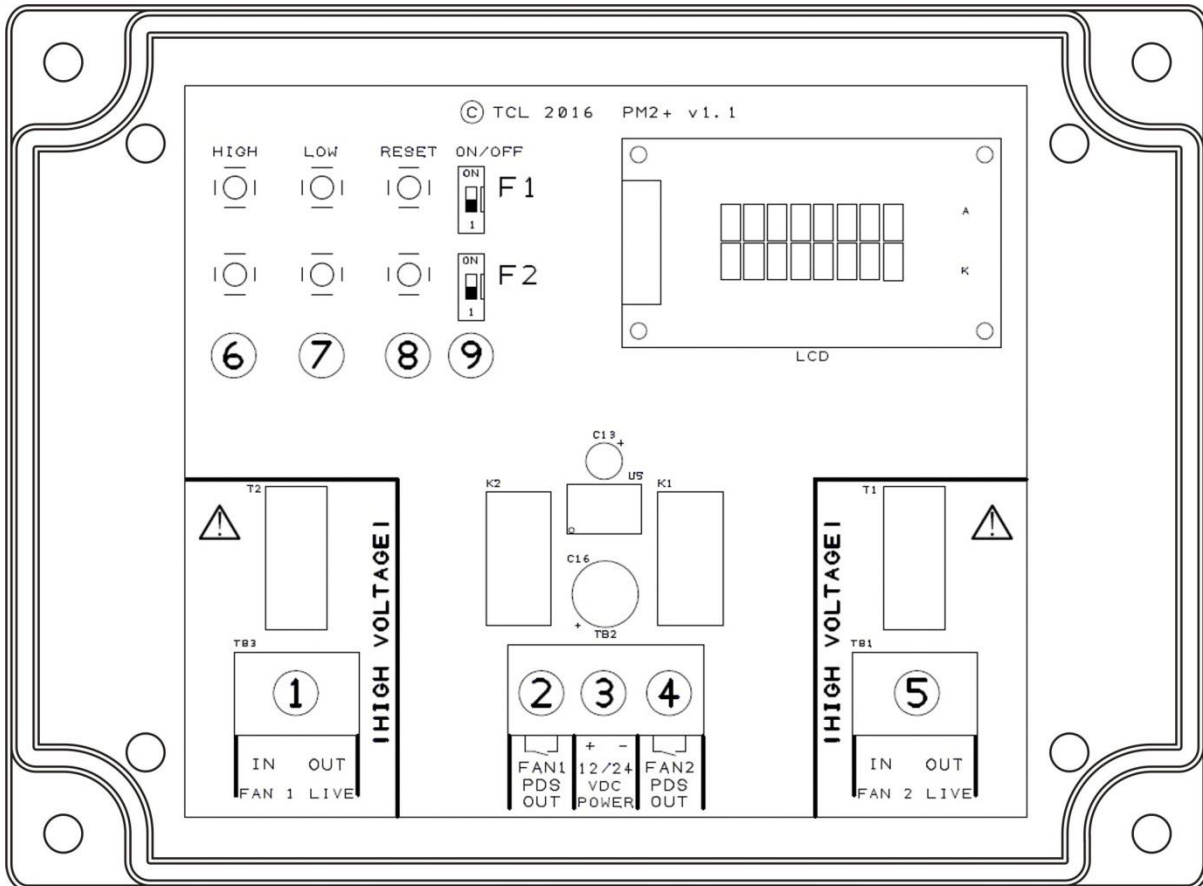 © TCL 2016 PM2+ v1.1
HIGH LOW RESET ON/OFF
ON
1
F1
ON
1
F2
6 7 8 9
A
K
LCD
C13
+
U5
K2
K1
C16
+
TB2
T2
!
!HIGH VOLTAGE!
TB3
1
IN OUT
FAN 1 LIVE
2 3 4
+ -
FAN1 PDS OUT
12/24 VDC POWER
FAN2 PDS OUT
T1
!
!HIGH VOLTAGE!
TB1
5
IN OUT
FAN 2 LIVE